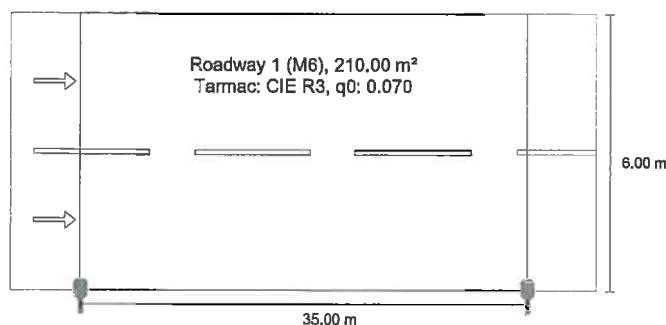 Roadway 1 (M6), 210.00 m²
Tarmac: CIE R3, q0: 0.070
6.00 m
35.00 m